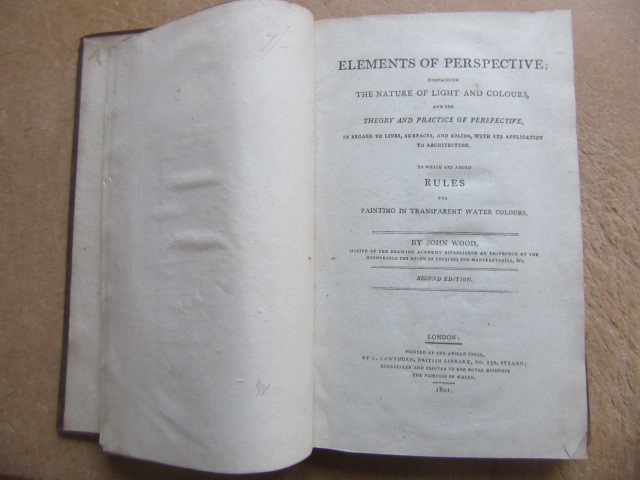 ELEMENTS OF PERSPECTIVE;
CONTAINING
THE NATURE OF LIGHT AND COLOURS,
AND THE
THEORY AND PRACTICE OF PERSPECTIVE,
IN REGARD TO LINES, SURFACES, AND SOLIDS, WITH ITS APPLICATION
TO ARCHITECTURE.
TO WHICH ARE ADDED
RULES
FOR
PAINTING IN TRANSPARENT WATER COLOURS.
BY JOHN WOOD,
MASTER OF THE DRAWING ACADEMY ESTABLISHED AT EDINBURGH BY THE
HONOURABLE THE BOARD OF TRUSTEES FOR MANUFACTURES, &c.
SECOND EDITION.
LONDON:
PRINTED AT THE APOLLO PRESS,
BY G. CAWTHORN, BRITISH LIBRARY, NO. 132, STRAND;
BOOKSELLER AND PRINTER TO HER ROYAL HIGHNESS
THE PRINCESS OF WALES.
1801.